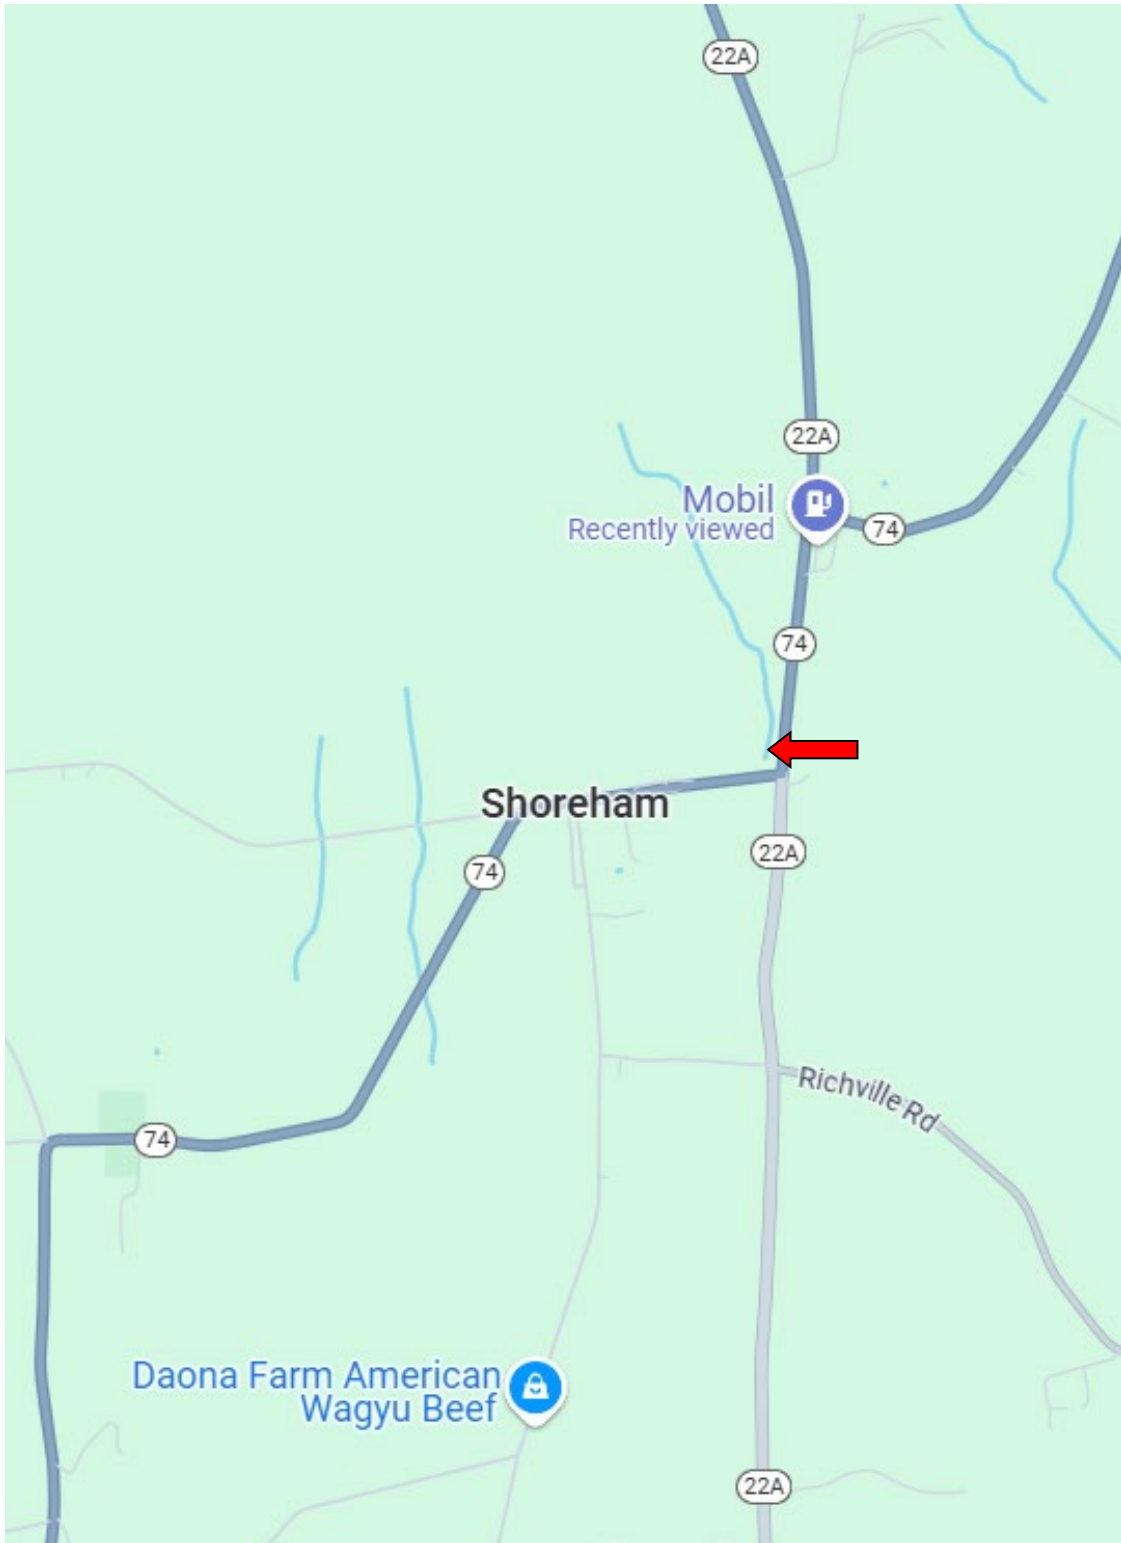 22A
22A
Mobil
Recently viewed
74
74
Shoreham
22A
74
Richville Rd
74
Daona Farm American
Wagyu Beef
22A